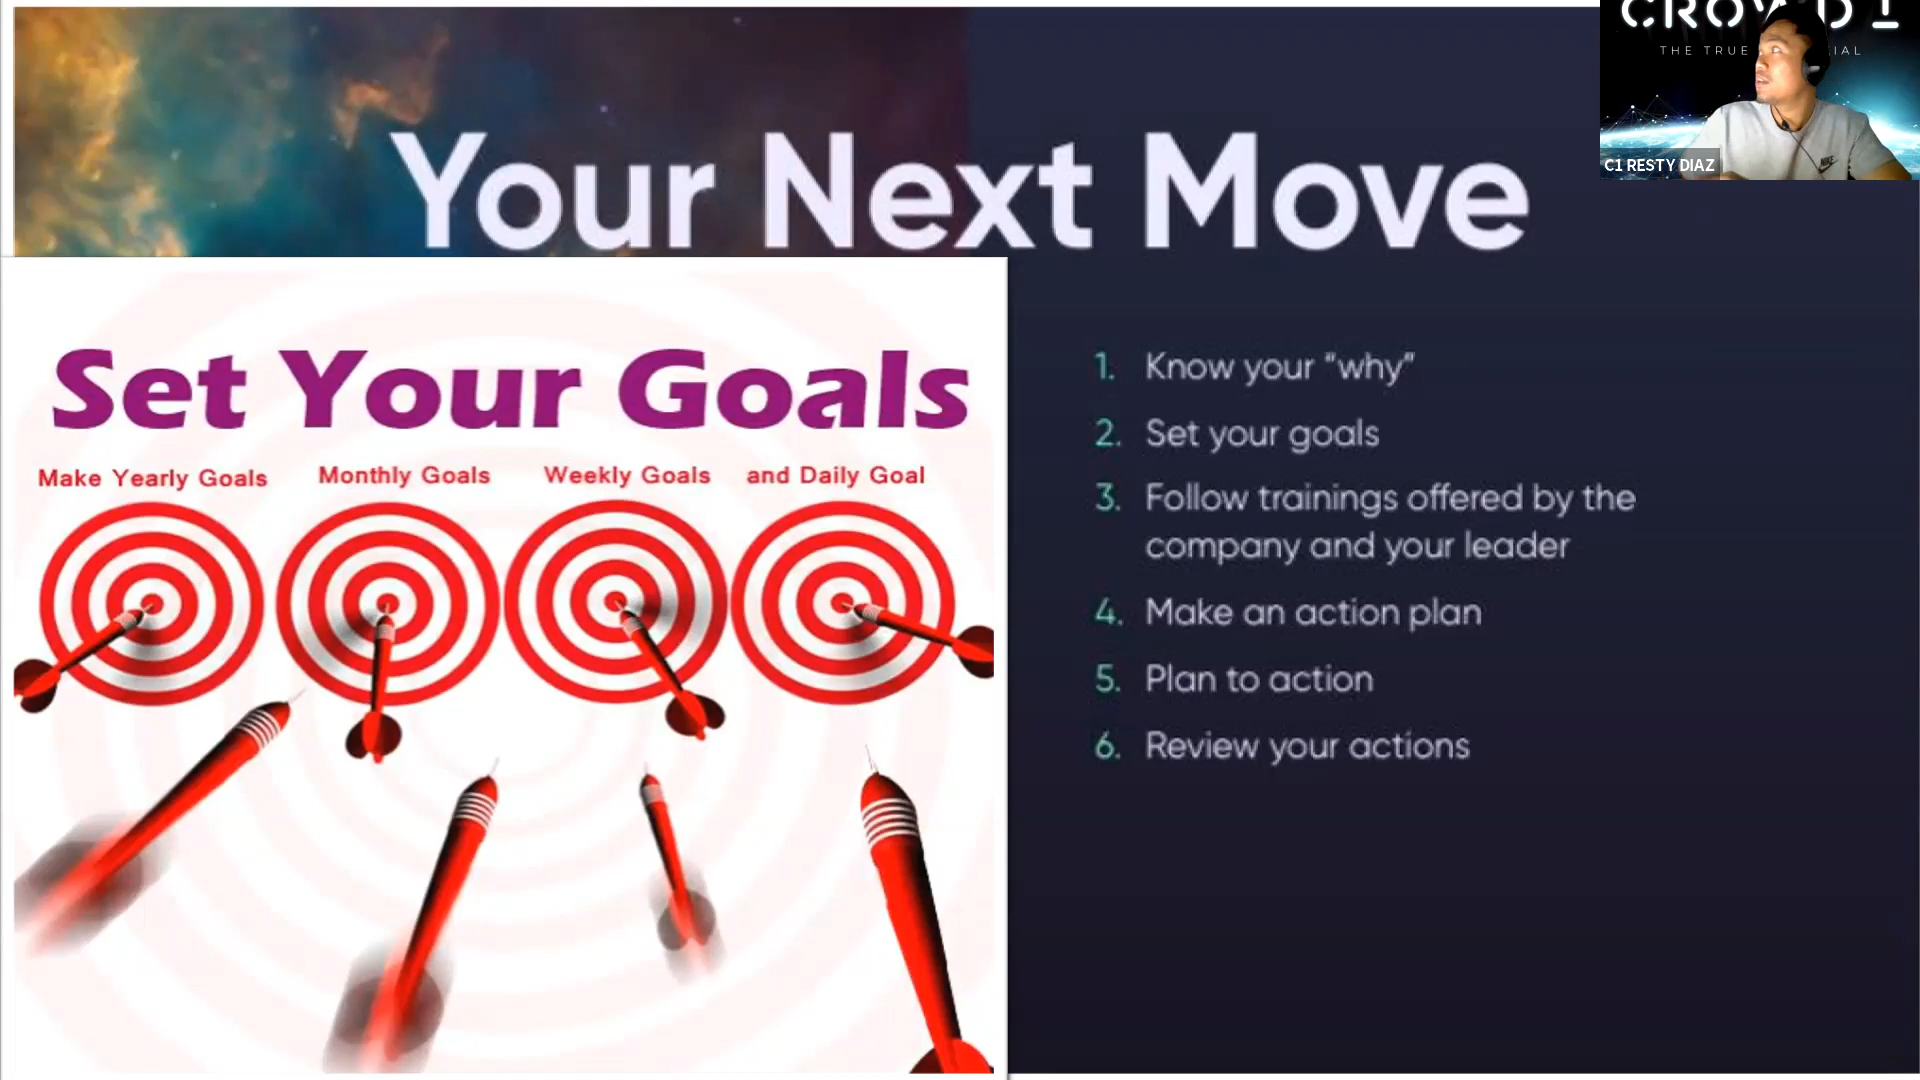 Your Next Move
THE TRUE
C1 RESTY DIAZ
NIKE
Set Your Goals
Make Yearly Goals Monthly Goals Weekly Goals and Daily Goal
1. Know your “why”
2. Set your goals
3. Follow trainings offered by the
company and your leader
4. Make an action plan
5. Plan to action
6. Review your actions